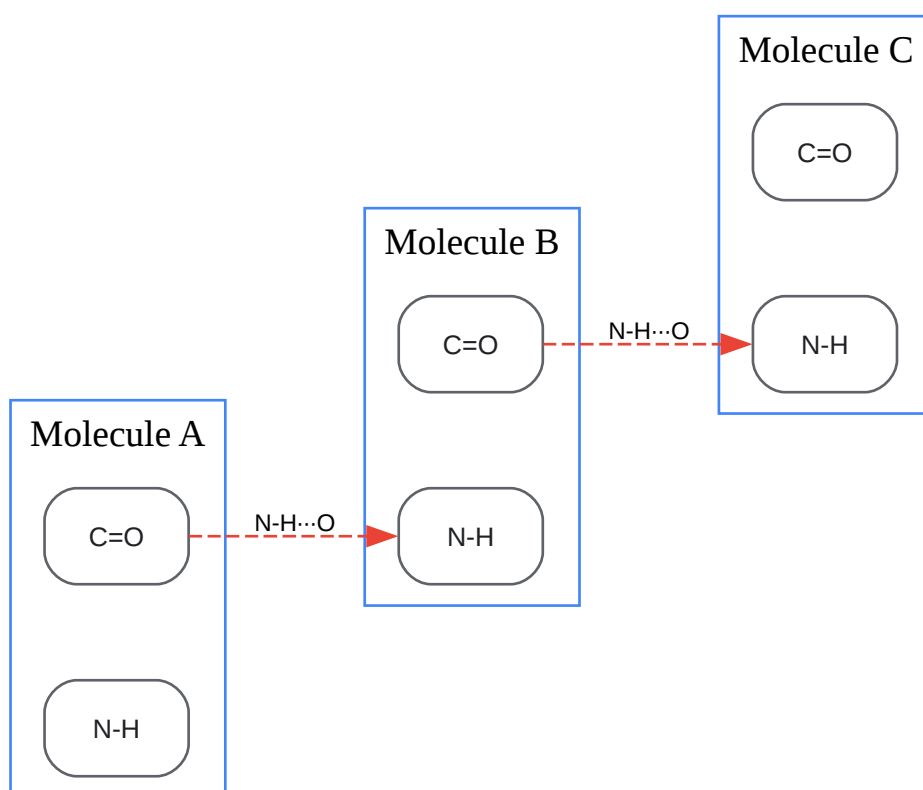 Molecule C
C=O
Molecule B
C=O
N-H···O
N-H
Molecule A
C=O
N-H···O
N-H
N-H